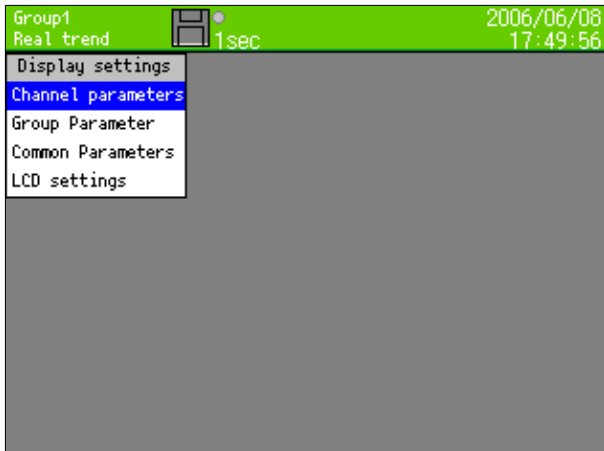 Group1
Real trend
1sec
2006/06/08
17:49:56
Display settings
Channel parameters
Group Parameter
Common Parameters
LCD settings